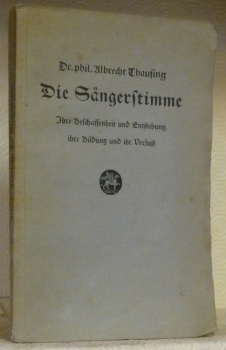 Dr. phil. Albrecht Thausing
Die Sängerstimme
Ihre Beschaffenheit und Entstehung,
ihre Bildung und ihr Verlust